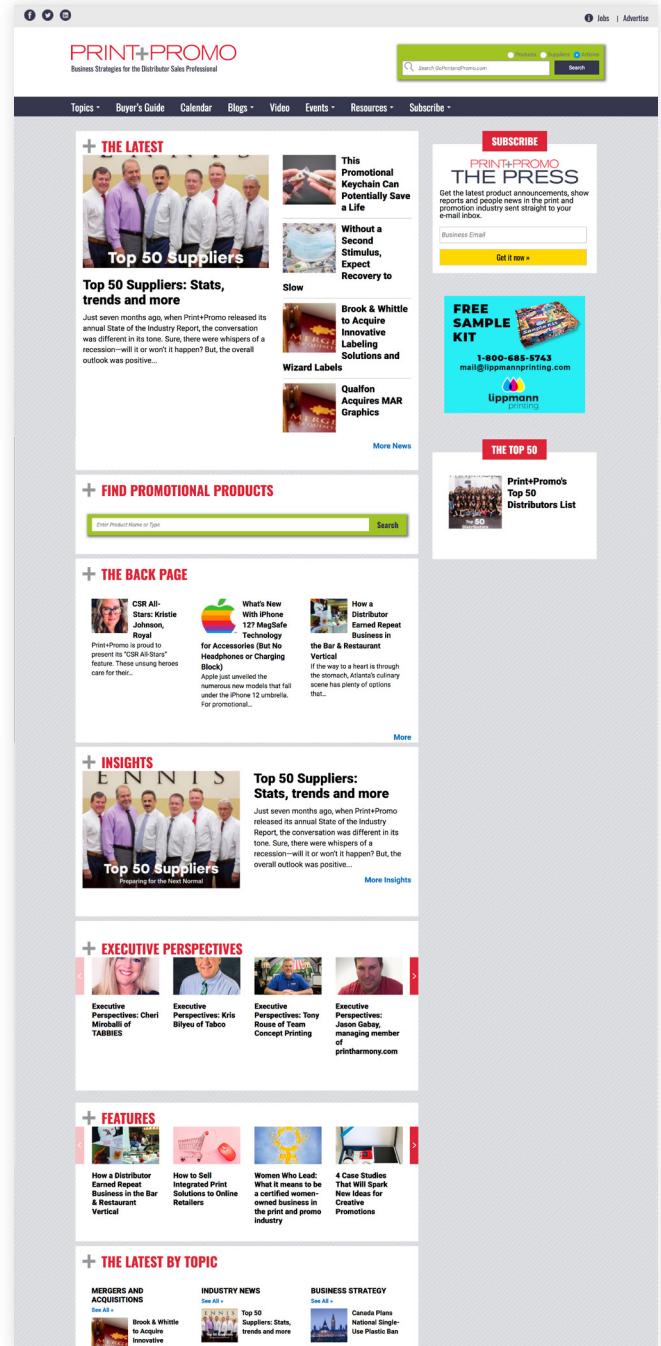 Jobs | Advertise
PRINT+PROMO
Business Strategies for the Distributor Sales Professional
Products Suppliers Articles
Search GoPrintandPromo.com
Search
Topics Buyer's Guide Calendar Blogs Video Events Resources Subscribe
THE LATEST
ENNIS
Top 50 Suppliers
Top 50 Suppliers: Stats,
trends and more
Just seven months ago, when Print+Promo released its
annual State of the Industry Report, the conversation
was different in its tone. Sure, there were whispers of a
recession—will it or won't it happen? But, the overall
outlook was positive...
This
Promotional
Keychain Can
Potentially Save
a Life
Without a
Second
Stimulus,
Expect
Recovery to
Slow
Brook & Whittle
to Acquire
Innovative
Labeling
Solutions and
Wizard Labels
Qualfon
Acquires MAR
Graphics
More News
SUBSCRIBE
PRINT+PROMO
THE PRESS
Get the latest product announcements, show
reports and people news in the print and
promotion industry sent straight to your
e-mail inbox.
Business Email
Get it now »
FREE
SAMPLE
KIT
Sample Kit
1-800-685-5743
mail@lippmannprinting.com
lippmann
printing
THE TOP 50
Top 50
Distributors
Print+Promo's
Top 50
Distributors List
FIND PROMOTIONAL PRODUCTS
Enter Product Name or Type
Search
THE BACK PAGE
CSR All-
Stars: Kristie
Johnson,
Royal
Print+Promo is proud to
present its "CSR All-Stars"
feature. These unsung heroes
care for their...
What's New
With iPhone
12? MagSafe
Technology
for Accessories (But No
Headphones or Charging
Block)
Apple just unveiled the
numerous new models that fall
under the iPhone 12 umbrella.
For promotional...
How a
Distributor
Earned Repeat
Business in
the Bar & Restaurant
Vertical
If the way to a heart is through
the stomach, Atlanta's culinary
scene has plenty of options
that...
More
INSIGHTS
ENNIS
Top 50 Suppliers
Preparing for the Next Normal
Top 50 Suppliers:
Stats, trends and more
Just seven months ago, when Print+Promo
released its annual State of the Industry
Report, the conversation was different in its
tone. Sure, there were whispers of a
recession—will it or won't it happen? But, the
overall outlook was positive...
More Insights
EXECUTIVE PERSPECTIVES
Executive
Perspectives: Cheri
Miroballi of
TABBIES
Executive
Perspectives: Kris
Bilyeu of Tabco
Executive
Perspectives: Tony
Rouse of Team
Concept Printing
Executive
Perspectives:
Jason Gabay,
managing member
of
printharmony.com
FEATURES
How a Distributor
Earned Repeat
Business in the Bar
& Restaurant
Vertical
How to Sell
Integrated Print
Solutions to Online
Retailers
Women Who Lead:
What it means to be
a certified women-
owned business in
the print and promo
industry
4 Case Studies
That Will Spark
New Ideas for
Creative
Promotions
THE LATEST BY TOPIC
MERGERS AND
ACQUISITIONS
See All »
Brook & Whittle
to Acquire
Innovative
INDUSTRY NEWS
See All »
Top 50
Suppliers: Stats,
trends and more
BUSINESS STRATEGY
See All »
Canada Plans
National Single-
Use Plastic Ban